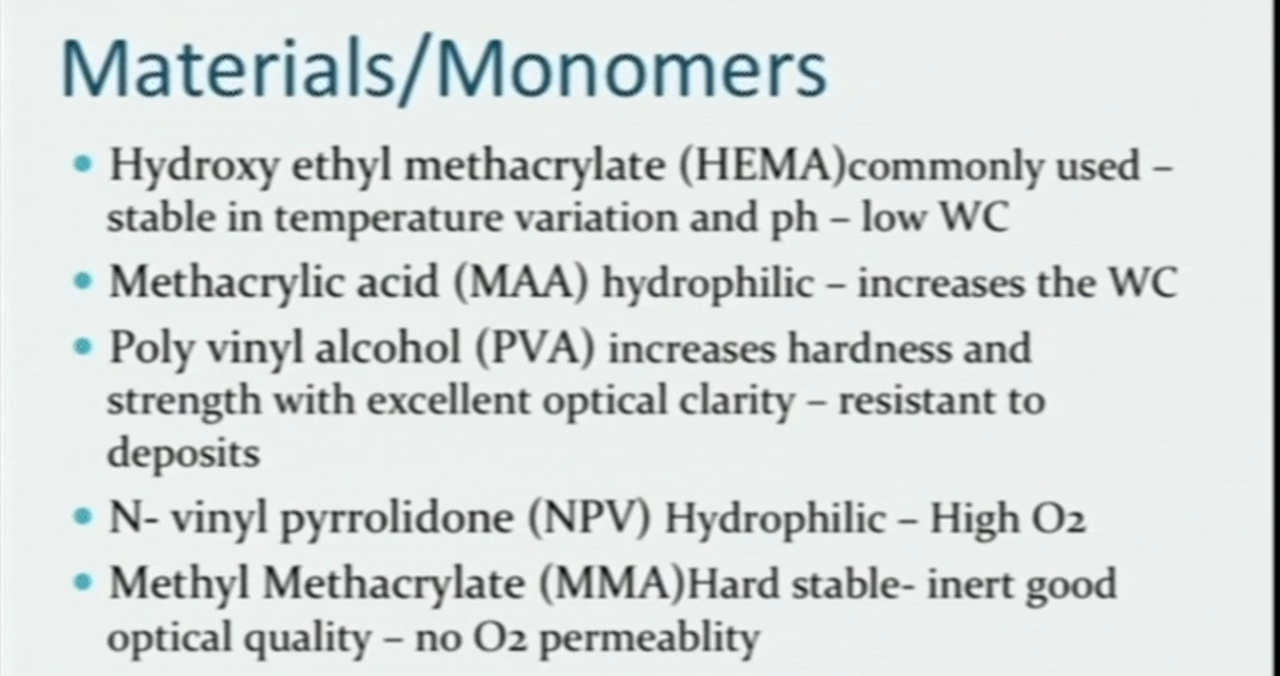 Materials/Monomers
• Hydroxy ethyl methacrylate (HEMA)commonly used –
stable in temperature variation and ph – low WC
• Methacrylic acid (MAA) hydrophilic – increases the WC
• Poly vinyl alcohol (PVA) increases hardness and
strength with excellent optical clarity – resistant to
deposits
• N- vinyl pyrrolidone (NPV) Hydrophilic – High O2
• Methyl Methacrylate (MMA)Hard stable- inert good
optical quality – no O2 permeablity